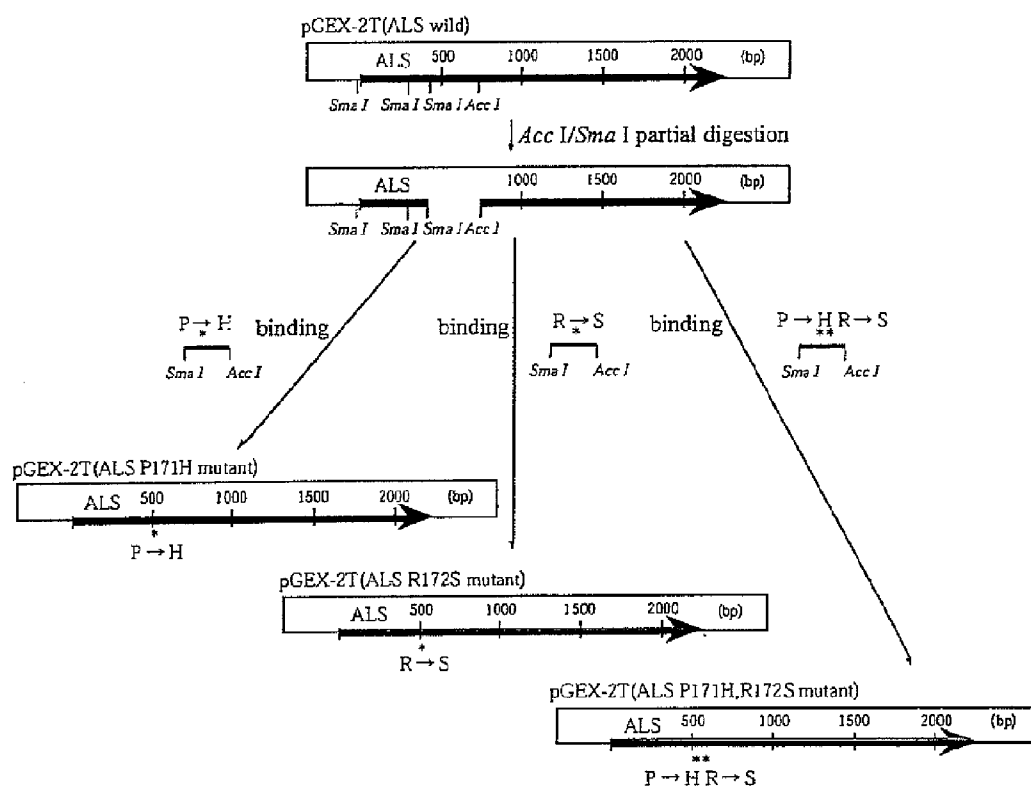 pGEX-2T(ALS wild)
ALS 500 1000 1500 2000 (bp)
Sma I Sma I Sma I Acc I
Acc I/Sma I partial digestion
ALS 1000 1500 2000 (bp)
Sma I Sma I Sma I Acc I
P → H binding
*
Sma I Acc I
binding R → S
*
Sma I Acc I
binding P → H R → S
**
Sma I Acc I
pGEX-2T(ALS P171H mutant)
ALS 500 1000 1500 2000 (bp)
*
P → H
pGEX-2T(ALS R172S mutant)
ALS 500 1000 1500 2000 (bp)
*
R → S
pGEX-2T(ALS P171H,R172S mutant)
ALS 500 1000 1500 2000 (bp)
**
P → H R → S